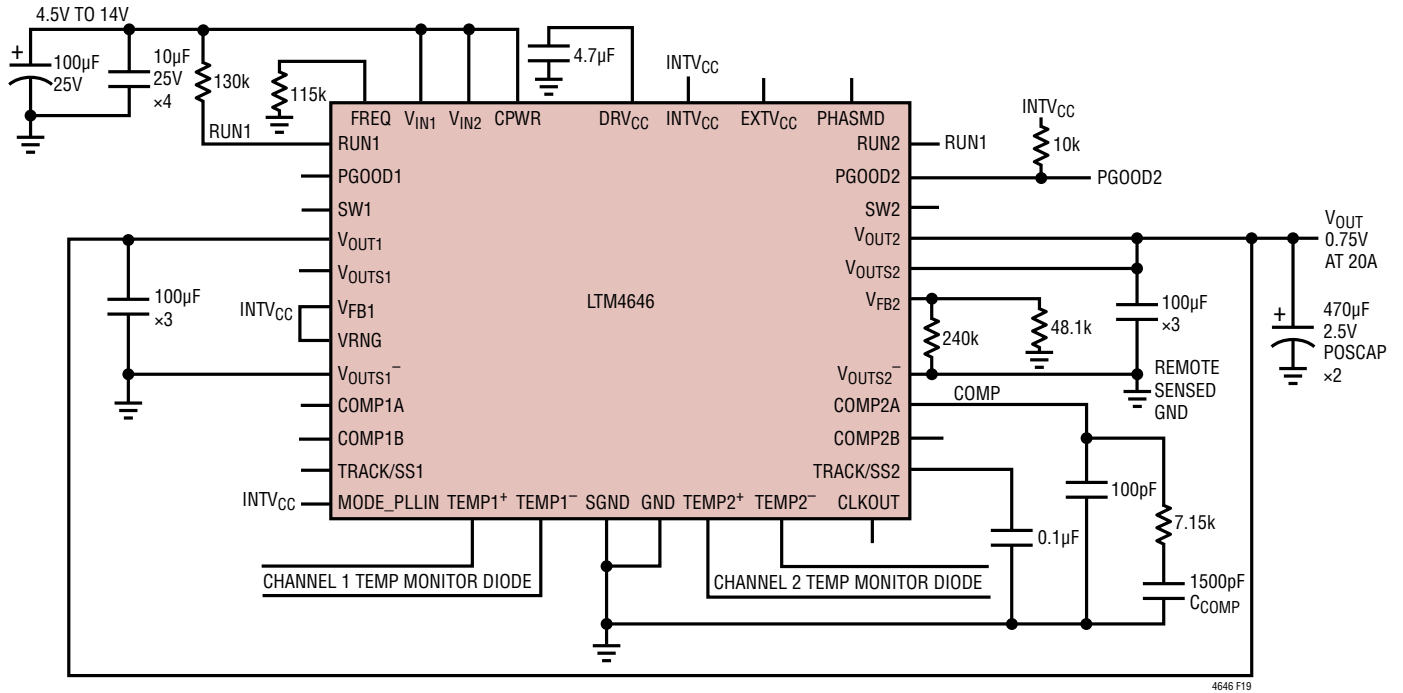 4.5V TO 14V
100µF
25V
10µF
25V
×4
130k
115k
4.7µF
INTVCC
INTVCC
10k
RUN1
FREQ VIN1 VIN2 CPWR DRVCC INTVCC EXTVCC PHASMD
RUN1
RUN2
RUN1
PGOOD1
PGOOD2
PGOOD2
SW1
SW2
VOUT1
VOUT2
VOUT
0.75V
AT 20A
VOUTS1
VOUTS2
100µF
×3
INTVCC
VFB1
VRNG
LTM4646
VFB2
240k
48.1k
100µF
×3
470µF
2.5V
POSCAP
×2
VOUTS1–
VOUTS2–
REMOTE
SENSED
GND
COMP1A
COMP2A
COMP
COMP1B
COMP2B
TRACK/SS1
TRACK/SS2
INTVCC
MODE_PLLIN TEMP1+ TEMP1– SGND GND TEMP2+ TEMP2– CLKOUT
100pF
7.15k
0.1µF
1500pF
CCOMP
CHANNEL 1 TEMP MONITOR DIODE
CHANNEL 2 TEMP MONITOR DIODE
4646 F19